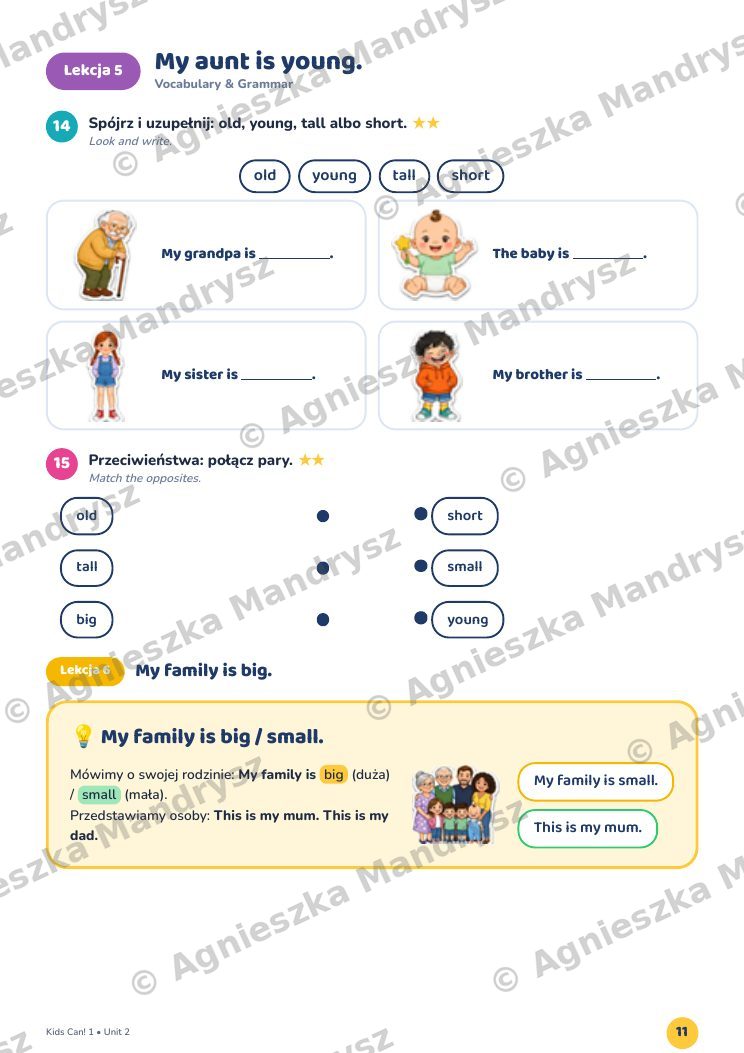 Lekcja 5
My aunt is young.
Vocabulary & Grammar
14
Spójrz i uzupełnij: old, young, tall albo short. ★★
Look and write.
old young tall short
My grandpa is __________.
The baby is __________.
My sister is __________.
My brother is __________.
15
Przeciwieństwa: połącz pary. ★★
Match the opposites.
old short
tall small
big young
Lekcja 6
My family is big.
My family is big / small.
Mówimy o swojej rodzinie: My family is big (duża)
/ small (mała).
Przedstawiamy osoby: This is my mum. This is my
dad.
My family is small.
This is my mum.
Kids Can! 1 • Unit 2
11
© Agnieszka Mandrysz